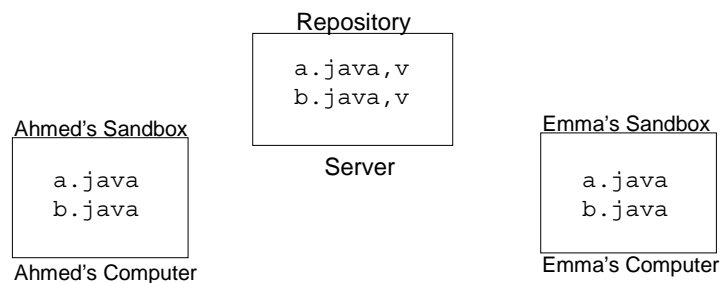 Repository
a.java,v
b.java,v
Server
Ahmed's Sandbox
a.java
b.java
Ahmed's Computer
Emma's Sandbox
a.java
b.java
Emma's Computer